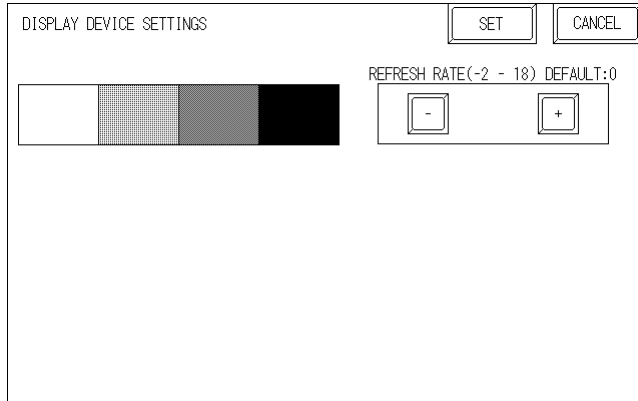 DISPLAY DEVICE SETTINGS
SET
CANCEL
REFRESH RATE(-2 - 18) DEFAULT:0
-
+